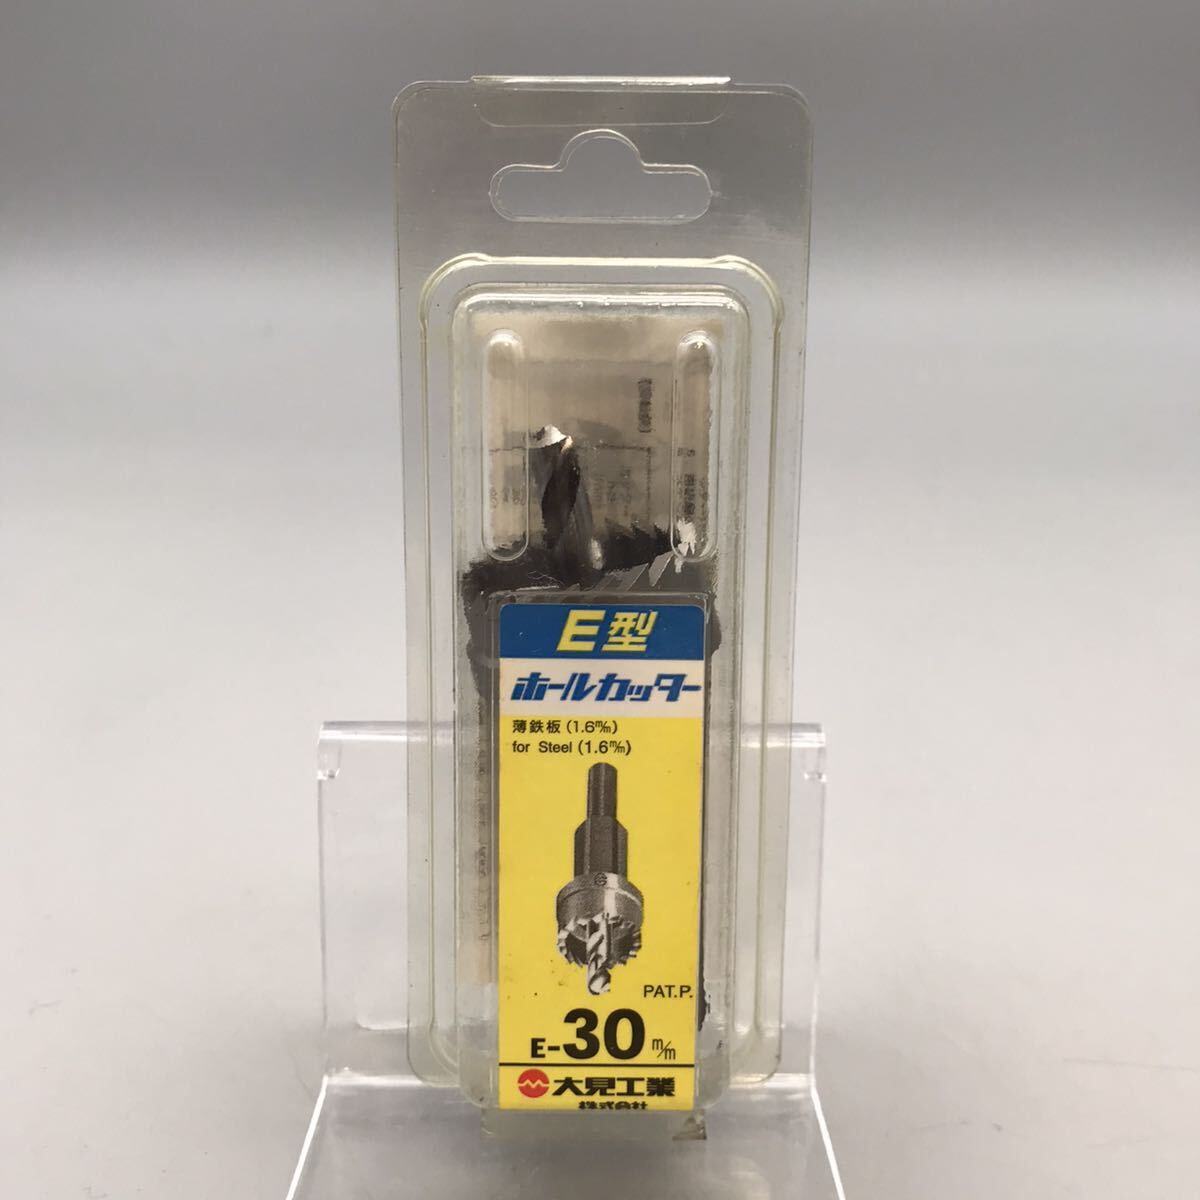 E型
ホールカッター
薄鉄板(1.6m/m)
for Steel (1.6m/m)
PAT.P.
E-30m/m
大見工業
株式会社